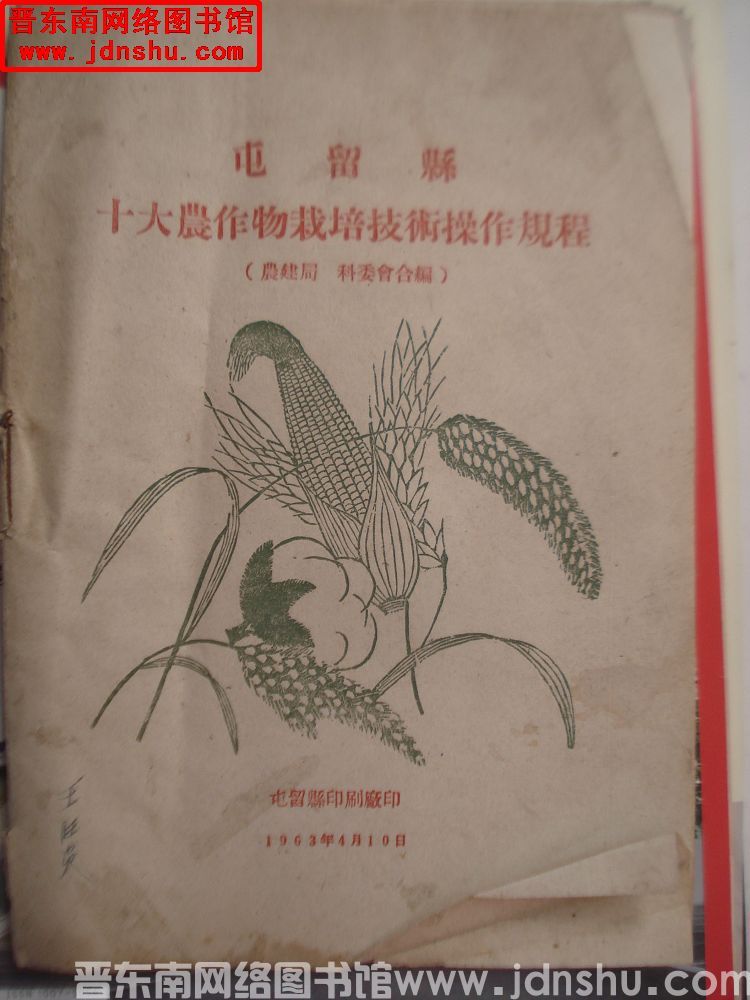 晋东南网络图书馆
www.jdnshu.com
屯留縣
十大農作物栽培技術操作規程
（農建局 科委會合編）
屯留縣印刷廠印
1963年4月10日
晋东南网络图书馆www.jdnshu.com